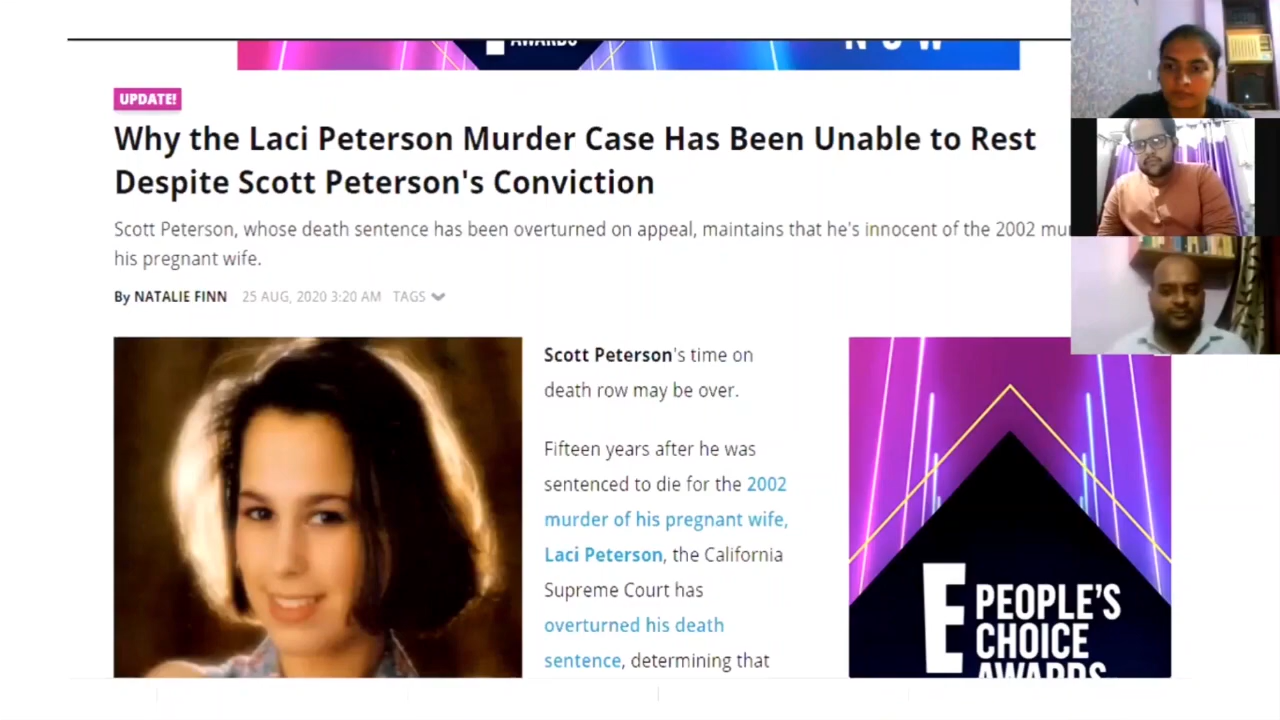 AWARDS
NOW
UPDATE!
Why the Laci Peterson Murder Case Has Been Unable to Rest
Despite Scott Peterson's Conviction
Scott Peterson, whose death sentence has been overturned on appeal, maintains that he's innocent of the 2002
his pregnant wife.
By NATALIE FINN 25 AUG, 2020 3:20 AM TAGS
Scott Peterson's time on
death row may be over.
Fifteen years after he was
sentenced to die for the 2002
murder of his pregnant wife,
Laci Peterson, the California
Supreme Court has
overturned his death
sentence, determining that
E PEOPLE'S
CHOICE
AWARDS